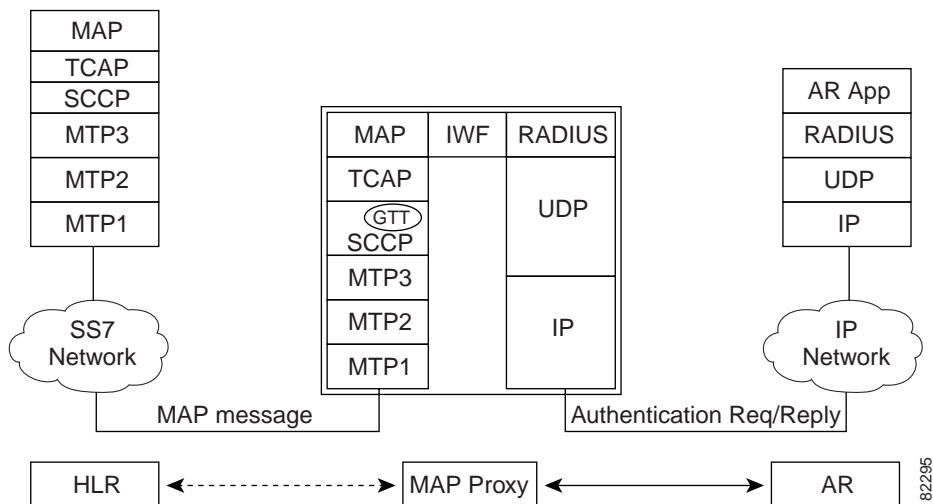 MAP
TCAP
SCCP
MTP3
MTP2
MTP1
SS7
Network
MAP IWF RADIUS
TCAP
GTT
SCCP
MTP3
MTP2
MTP1
UDP
IP
AR App
RADIUS
UDP
IP
IP
Network
MAP message
Authentication Req/Reply
HLR
MAP Proxy
AR
82295